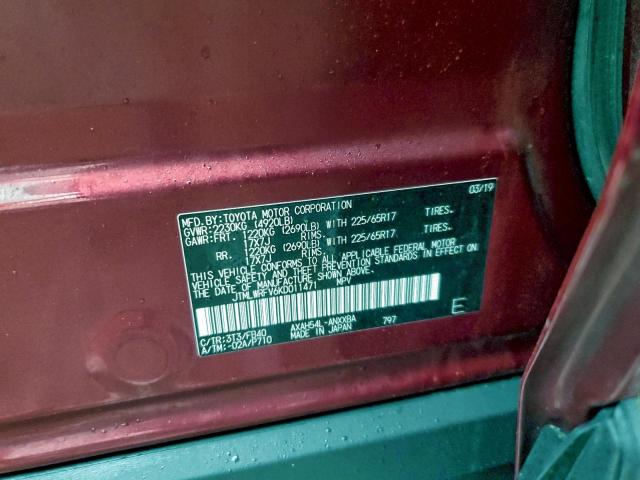 MFD. BY: TOYOTA MOTOR CORPORATION 03/19
GVWR: 2230KG (4920LB)
GAWR: FRT. 1220KG (2690LB) WITH 225/65R17 TIRES-
17X7J RIMS.
RR. 1220KG (2690LB) WITH 225/65R17 TIRES-
17X7J RIMS.
THIS VEHICLE CONFORMS TO ALL APPLICABLE FEDERAL MOTOR
VEHICLE SAFETY AND THEFT PREVENTION STANDARDS IN EFFECT ON
THE DATE OF MANUFACTURE SHOWN ABOVE.
JTMLWRFV6KD011471 MPV
C/TR: 3T3/FB40 AXAH54L-ANXXBA 797 E
A/TM: -02A/P710 MADE IN JAPAN